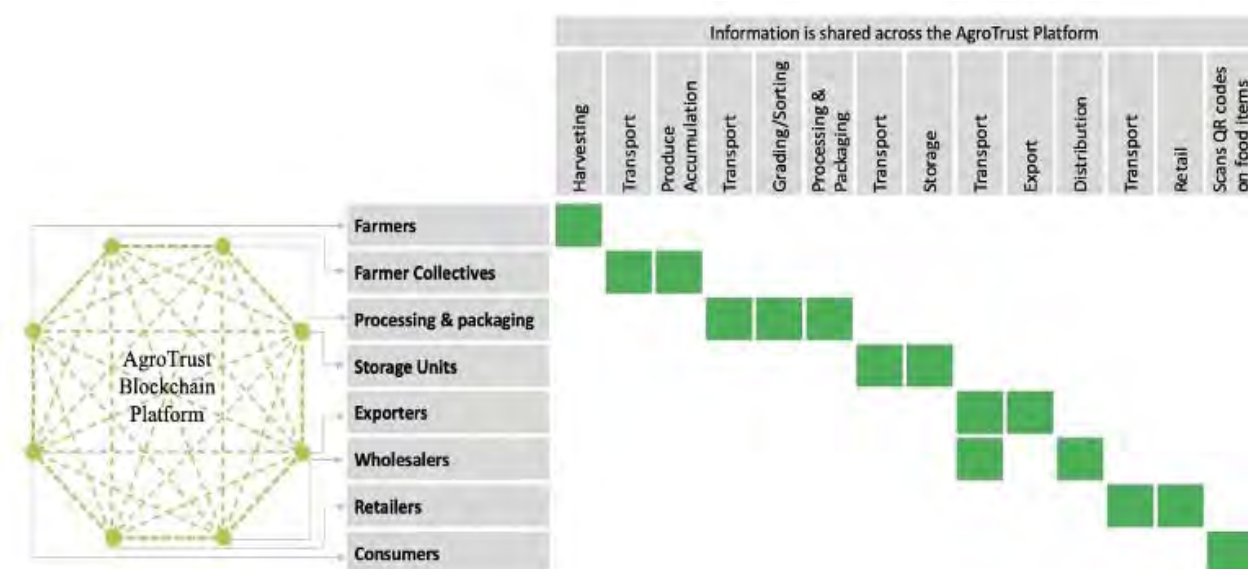 Information is shared across the AgroTrust Platform
Harvesting
Transport
Produce
Accumulation
Transport
Grading/Sorting
Processing &
Packaging
Transport
Storage
Transport
Export
Distribution
Transport
Retail
Scans QR codes
on food items
Farmers
Farmer Collectives
Processing & packaging
Storage Units
Exporters
Wholesalers
Retailers
Consumers
AgroTrust
Blockchain
Platform